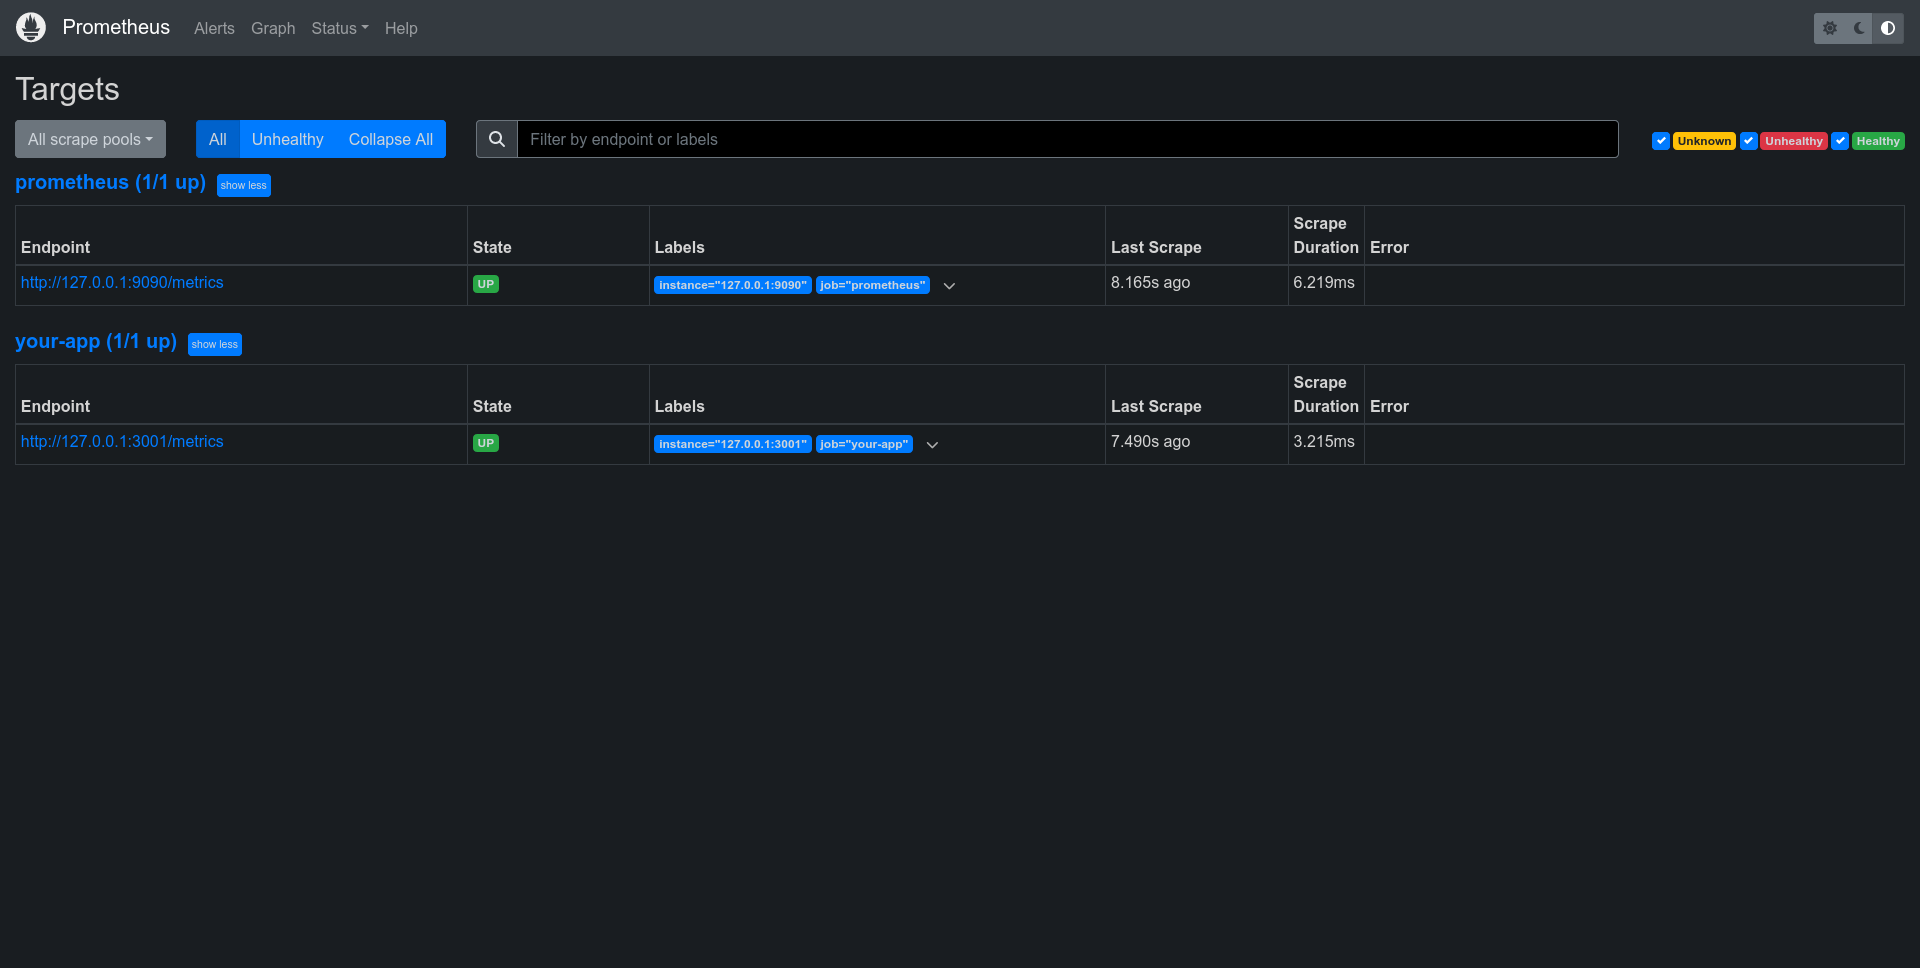 Prometheus Alerts Graph Status Help
Targets
All scrape pools All Unhealthy Collapse All Filter by endpoint or labels Unknown Unhealthy Healthy
prometheus (1/1 up) show less
Endpoint State Labels Last Scrape Scrape Duration Error
http://127.0.0.1:9090/metrics UP instance="127.0.0.1:9090" job="prometheus" 8.165s ago 6.219ms
your-app (1/1 up) show less
Endpoint State Labels Last Scrape Scrape Duration Error
http://127.0.0.1:3001/metrics UP instance="127.0.0.1:3001" job="your-app" 7.490s ago 3.215ms